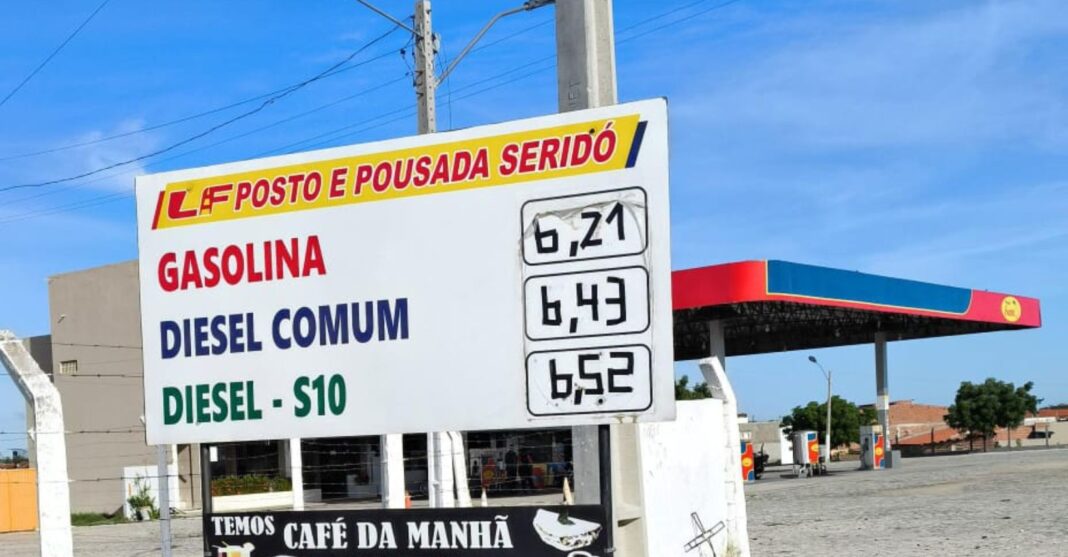 LF POSTO E POUSADA SERIDÓ
GASOLINA 6,21
DIESEL COMUM 6,43
DIESEL - S10 6,52
TEMOS CAFÉ DA MANHÃ